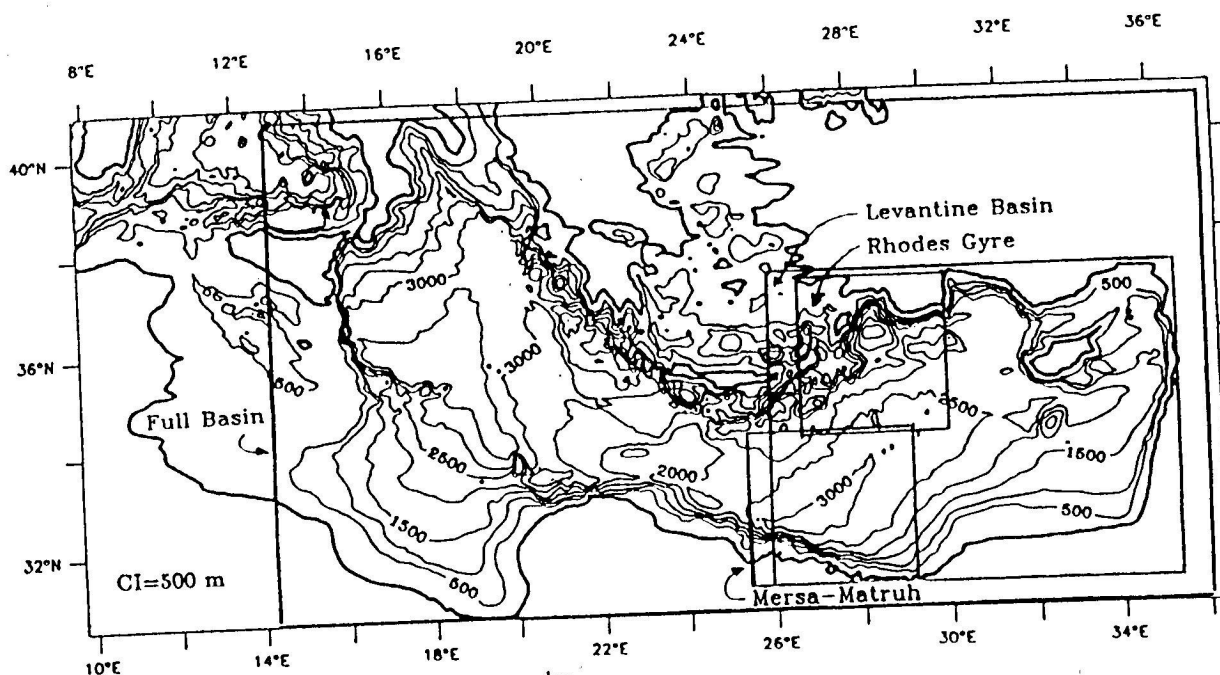 8°E
12°E
16°E
20°E
24°E
28°E
32°E
36°E
40°N
Levantine Basin
Rhodes Gyre
3000
500
3000
36°N
500
2500
Full Basin
2500
2000
1500
3000
1500
500
32°N
CI=500 m
500
Mersa-Matruh
10°E
14°E
18°E
22°E
26°E
30°E
34°E